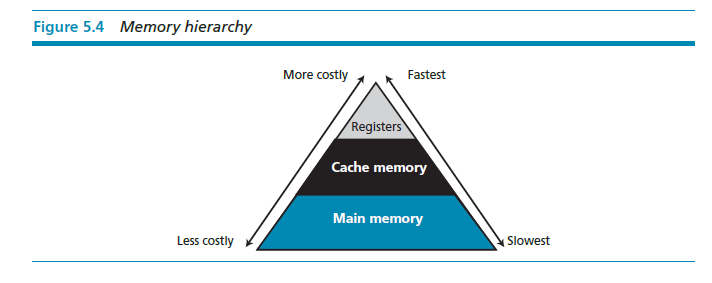 Figure 5.4 Memory hierarchy
More costly
Fastest
Registers
Cache memory
Main memory
Less costly
Slowest